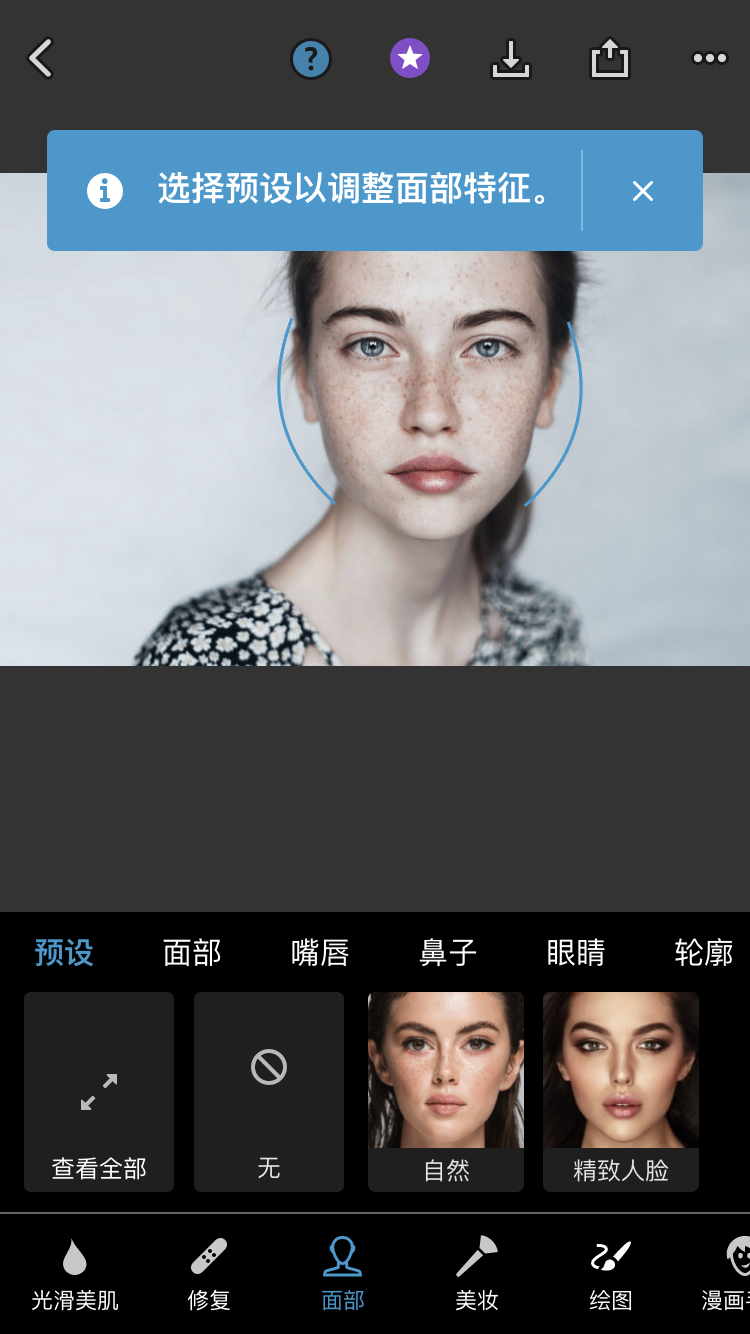 选择预设以调整面部特征。
预设 面部 嘴唇 鼻子 眼睛 轮廓
查看全部 无 自然 精致人脸
光滑美肌 修复 面部 美妆 绘图 漫画